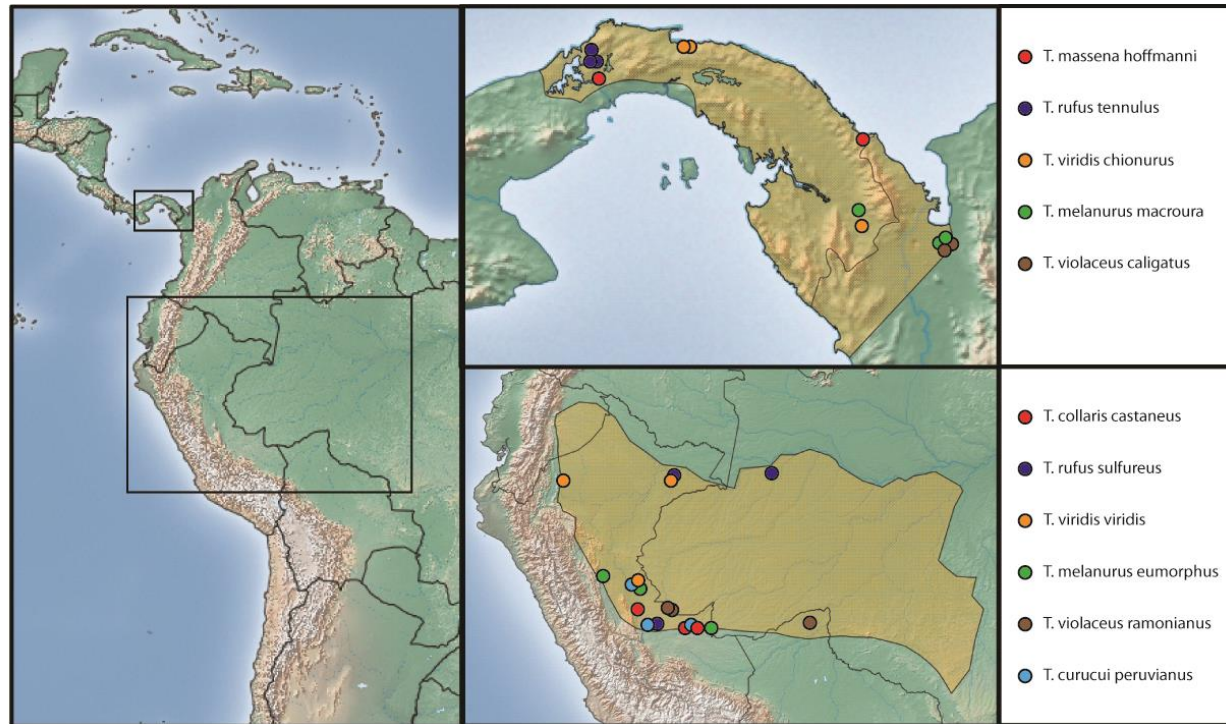 T. massena hoffmanni
T. rufus tennulus
T. viridis chionurus
T. melanurus macroura
T. violaceus caligatus
T. collaris castaneus
T. rufus sulfureus
T. viridis viridis
T. melanurus eumorphus
T. violaceus ramonianus
T. curucui peruvianus